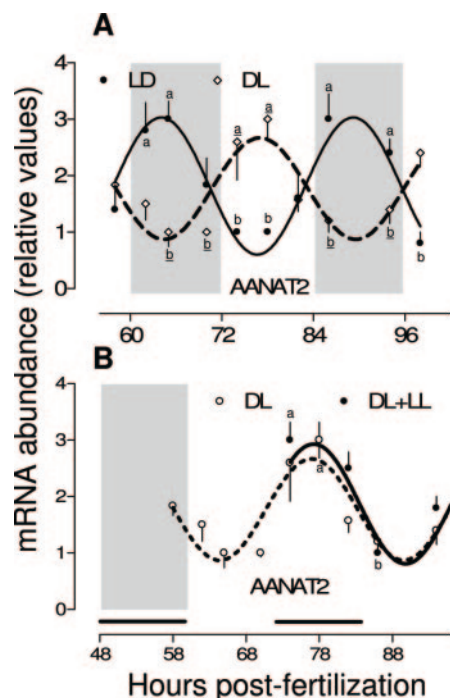 A
LD DL
4
3
2
1
0
a
a
a
a
a
a
b
b
b
b
b
b
b
AANAT2
60 72 84 96
mRNA abundance (relative values)
B
DL DL+LL
4
3
2
1
0
a
a
b
AANAT2
48 58 68 78 88
Hours post-fertilization